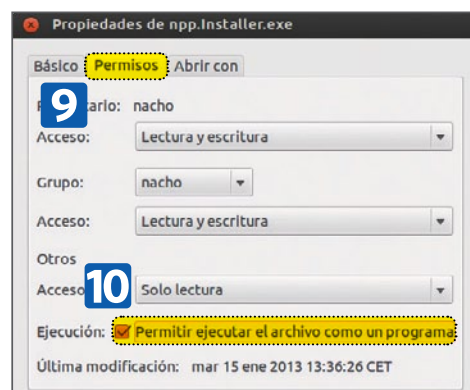 Propiedades de npp.Installer.exe
Básico Permisos Abrir con
9
nacho
Acceso: Lectura y escritura
Grupo: nacho
Acceso: Lectura y escritura
Otros
10
Acceso Solo lectura
Ejecución: Permitir ejecutar el archivo como un programa
Última modificación: mar 15 ene 2013 13:36:26 CET